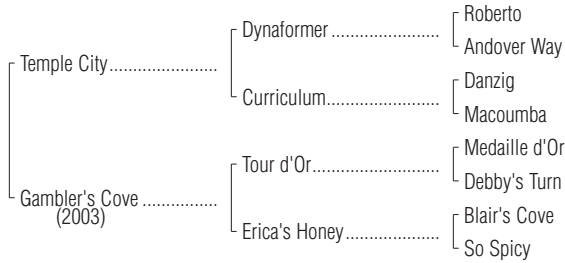 Roberto
Dynaformer
Andover Way
Temple City
Danzig
Curriculum
Macoumba
Medaille d'Or
Tour d'Or
Debby's Turn
Gambler's Cove
(2003)
Blair's Cove
Erica's Honey
So Spicy